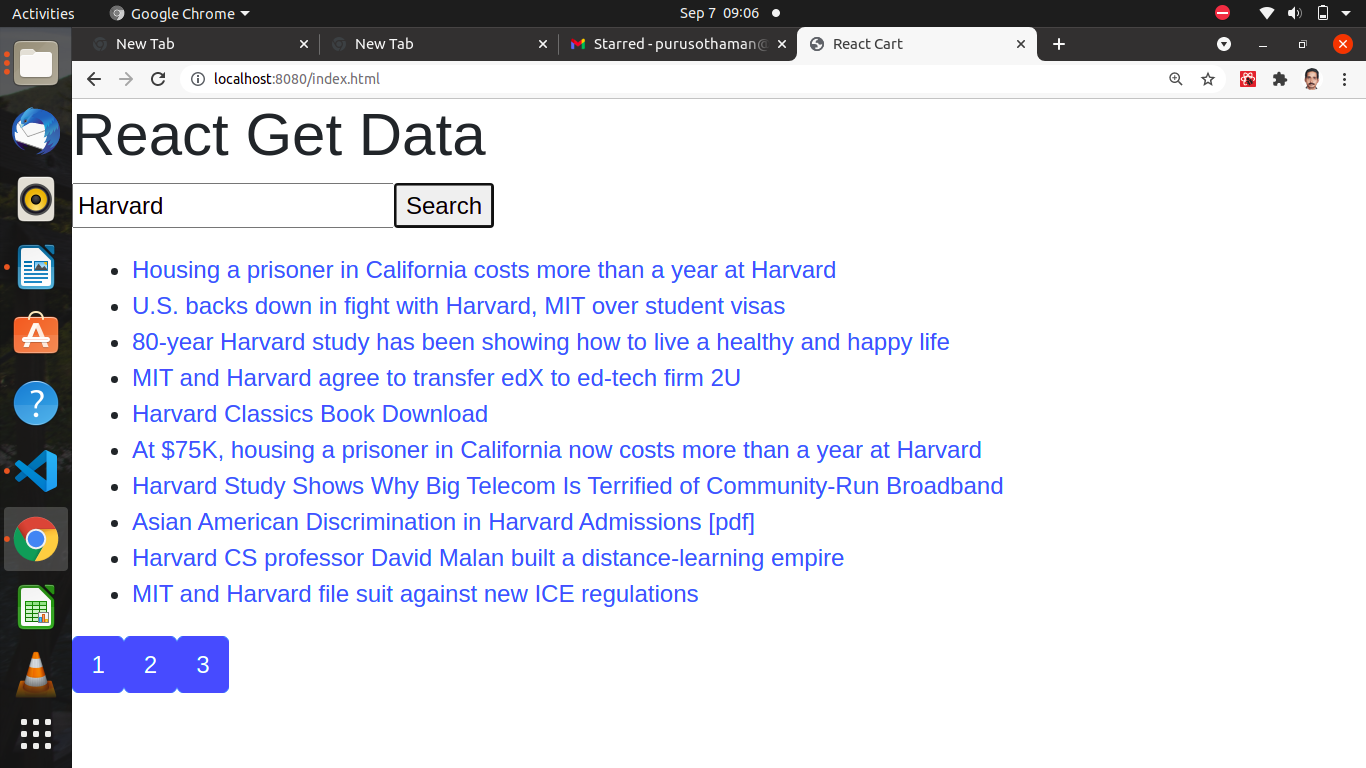 Activities Google Chrome Sep 7 09:06
New Tab New Tab Starred - purusothaman@ React Cart
localhost:8080/index.html
React Get Data
Harvard Search
Housing a prisoner in California costs more than a year at Harvard
U.S. backs down in fight with Harvard, MIT over student visas
80-year Harvard study has been showing how to live a healthy and happy life
MIT and Harvard agree to transfer edX to ed-tech firm 2U
Harvard Classics Book Download
At $75K, housing a prisoner in California now costs more than a year at Harvard
Harvard Study Shows Why Big Telecom Is Terrified of Community-Run Broadband
Asian American Discrimination in Harvard Admissions [pdf]
Harvard CS professor David Malan built a distance-learning empire
MIT and Harvard file suit against new ICE regulations
1 2 3